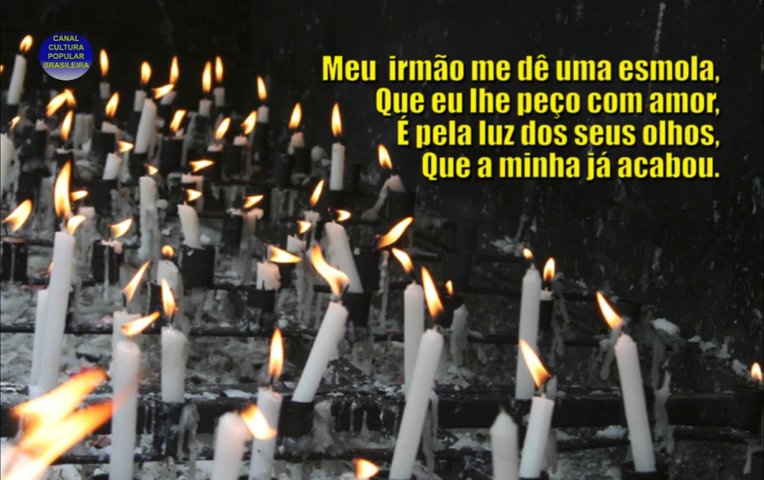 CANAL
CULTURA
POPULAR
BRASILEIRA
Meu irmão me dê uma esmola,
Que eu lhe peço com amor,
É pela luz dos seus olhos,
Que a minha já acabou.